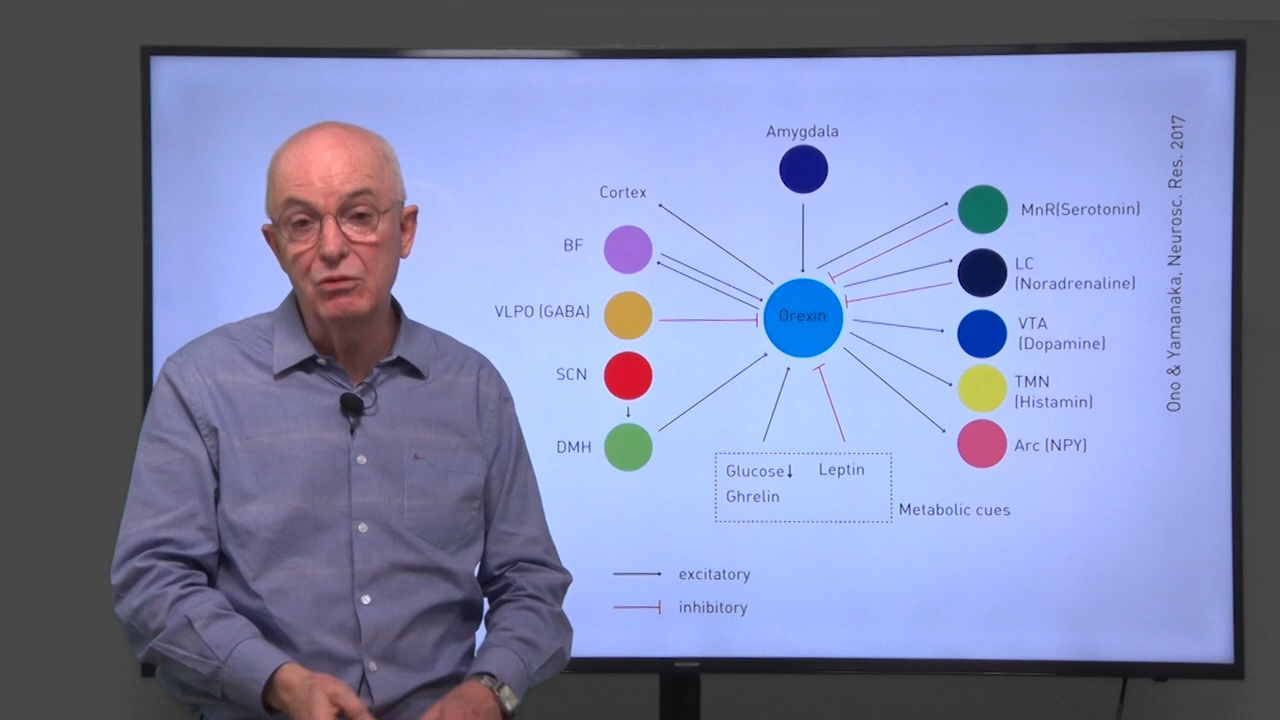 Amygdala
Cortex
BF
VLPO (GABA)
SCN
DMH
Orexin
MnR(Serotonin)
LC
(Noradrenaline)
VTA
(Dopamine)
TMN
(Histamin)
Arc (NPY)
Glucose↓
Leptin
Ghrelin
Metabolic cues
excitatory
inhibitory
Ono & Yamanaka, Neurosc. Res. 2017
SAMSUNG